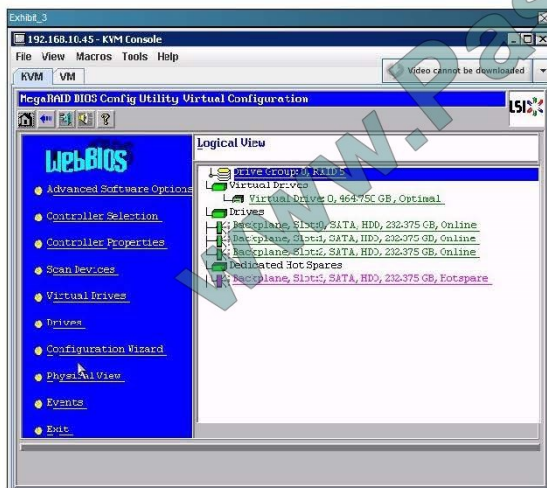 Exhibit_3
192.168.10.45 - KVM Console
File View Macros Tools Help
KVM VM
Video cannot be downloaded
MegaRAID BIOS Config Utility Virtual Configuration
LSI
WebBIOS
Advanced Software Options
Controller Selection
Controller Properties
Scan Devices
Virtual Drives
Drives
Configuration Wizard
Physical View
Events
Exit
Logical View
Drive Group: 0, RAID 5
Virtual Drives
Virtual Drive: 0, 464.750 GB, Optimal
Drives
Backplane, Slot:0, SATA, HDD, 232.375 GB, Online
Backplane, Slot:1, SATA, HDD, 232.375 GB, Online
Backplane, Slot:2, SATA, HDD, 232.375 GB, Online
Dedicated Hot Spares
Backplane, SATA, HDD, 232.375 GB, Hotspare
www.Pas